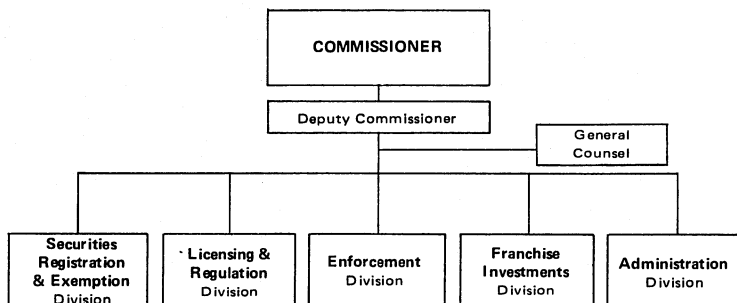 COMMISSIONER
Deputy Commissioner
General
Counsel
Securities
Registration
& Exemption
Division
Licensing &
Regulation
Division
Enforcement
Division
Franchise
Investments
Division
Administration
Division